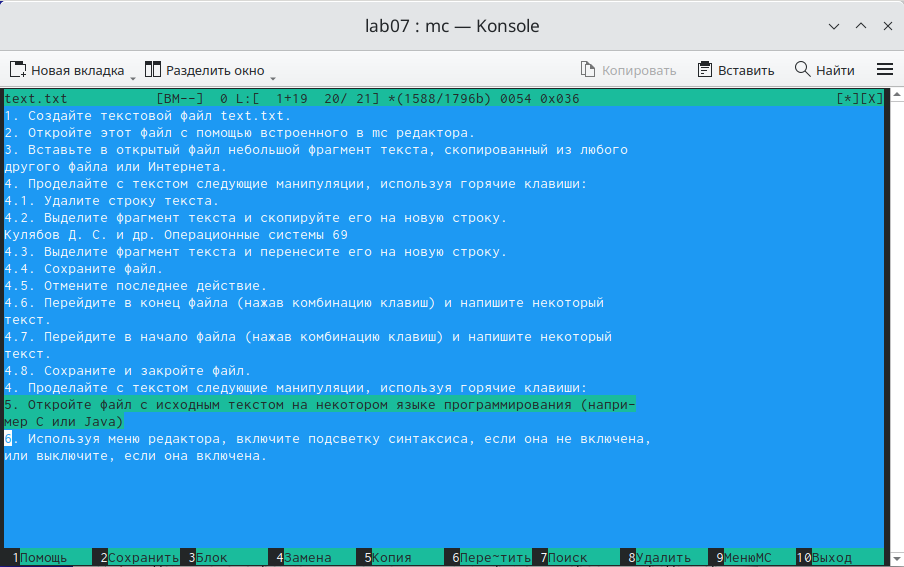 lab07 : mc — Konsole
Новая вкладка Разделить окно Копировать Вставить Найти
text.txt [BM--] 0 L:[ 1+19 20/ 21] *(1588/1796b) 0054 0x036 [*][X]
1. Создайте текстовой файл text.txt.
2. Откройте этот файл с помощью встроенного в mc редактора.
3. Вставьте в открытый файл небольшой фрагмент текста, скопированный из любого
другого файла или Интернета.
4. Проделайте с текстом следующие манипуляции, используя горячие клавиши:
4.1. Удалите строку текста.
4.2. Выделите фрагмент текста и скопируйте его на новую строку.
Кулябов Д. С. и др. Операционные системы 69
4.3. Выделите фрагмент текста и перенесите его на новую строку.
4.4. Сохраните файл.
4.5. Отмените последнее действие.
4.6. Перейдите в конец файла (нажав комбинацию клавиш) и напишите некоторый
текст.
4.7. Перейдите в начало файла (нажав комбинацию клавиш) и напишите некоторый
текст.
4.8. Сохраните и закройте файл.
4. Проделайте с текстом следующие манипуляции, используя горячие клавиши:
5. Откройте файл с исходным текстом на некотором языке программирования (напри-
мер C или Java)
6. Используя меню редактора, включите подсветку синтаксиса, если она не включена,
или выключите, если она включена.
1Помощь 2Сохранить 3Блок 4Замена 5Копия 6Пере~тить 7Поиск 8Удалить 9МенюМС 10Выход